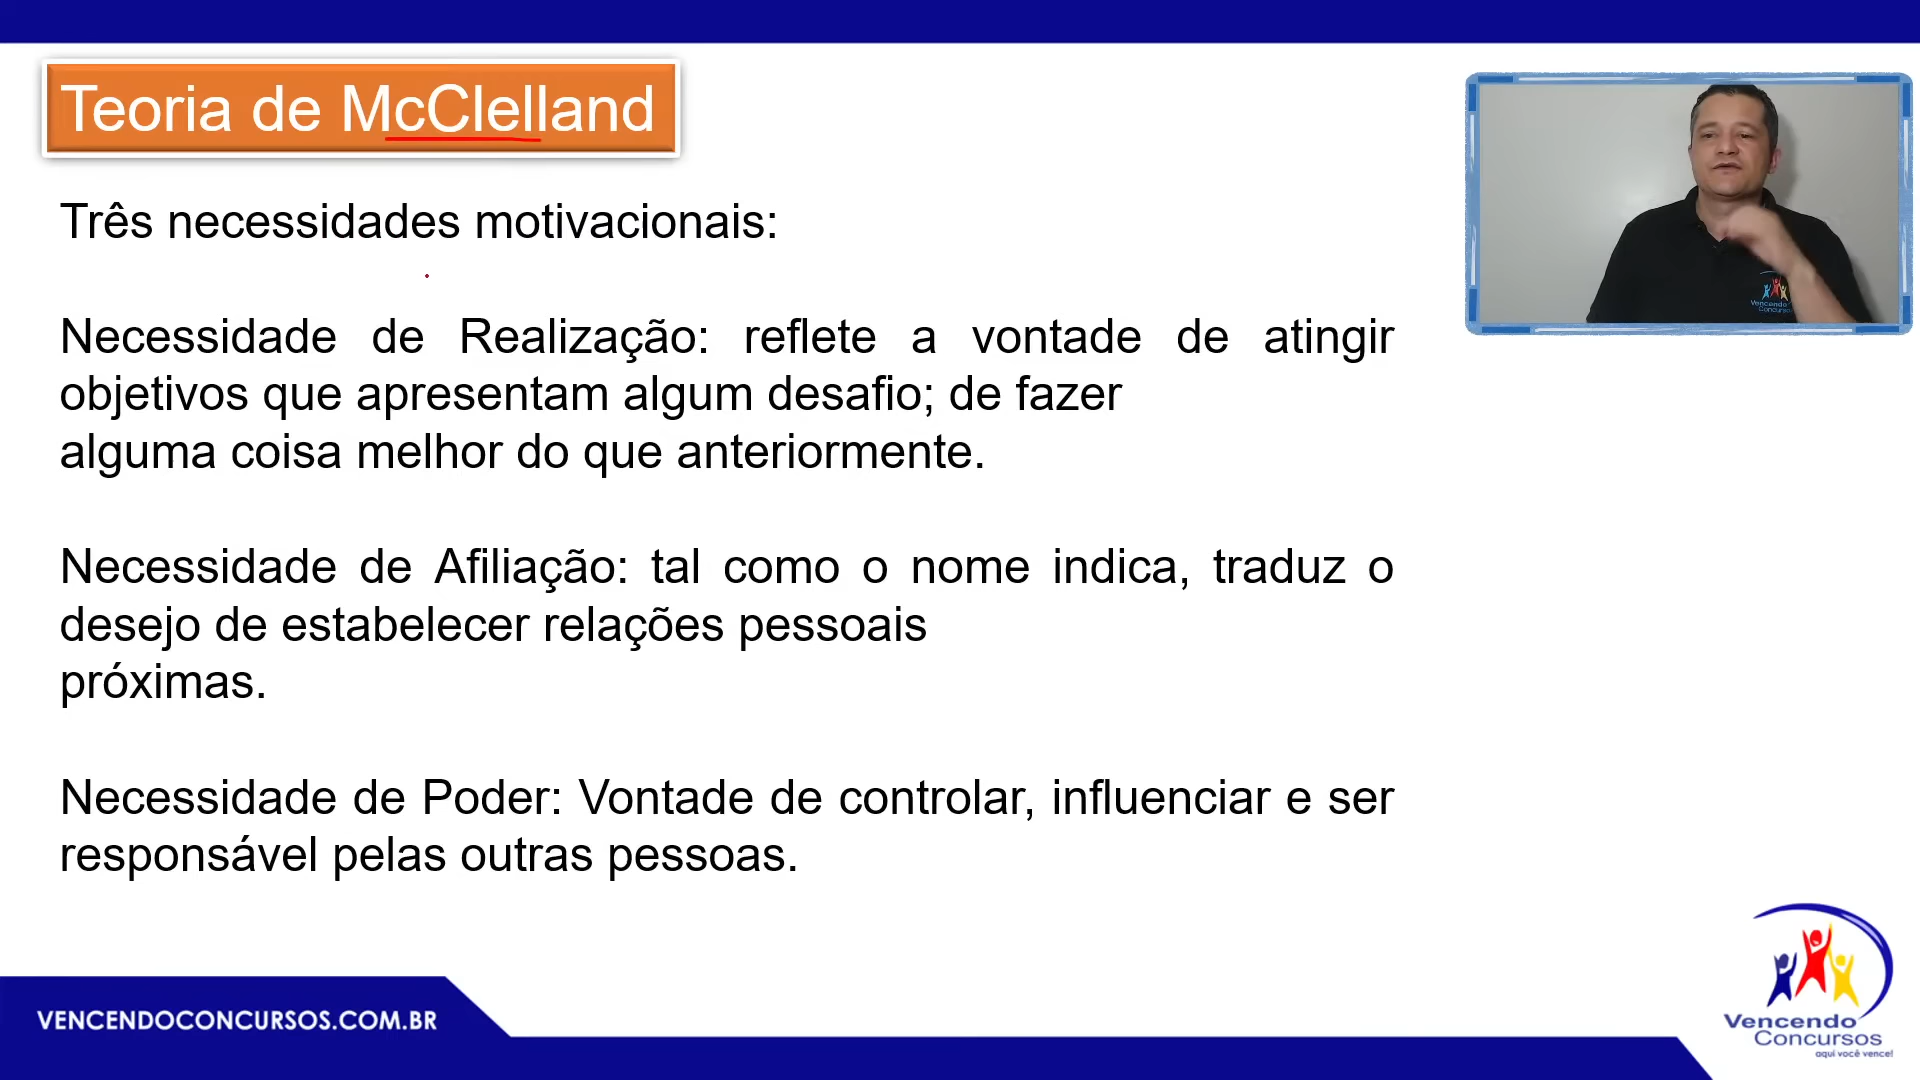 Teoria de McClelland
Três necessidades motivacionais:
Necessidade de Realização: reflete a vontade de atingir
objetivos que apresentam algum desafio; de fazer
alguma coisa melhor do que anteriormente.
Necessidade de Afiliação: tal como o nome indica, traduz o
desejo de estabelecer relações pessoais
próximas.
Necessidade de Poder: Vontade de controlar, influenciar e ser
responsável pelas outras pessoas.
Vencendo
Concursos
VENCENDOCONCURSOS.COM.BR
Vencendo
Concursos
aqui você vence!